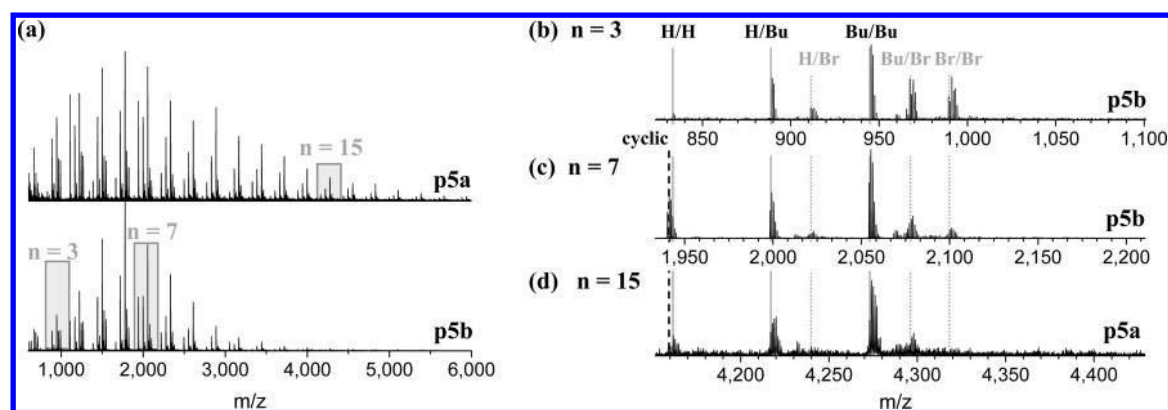 (a)
n = 15
p5a
n = 3
n = 7
p5b
1,000 2,000 3,000 4,000 5,000 6,000
m/z
(b) n = 3
H/H H/Bu Bu/Bu
H/Br Bu/Br Br/Br
p5b
850 900 950 1,000 1,050 1,100
cyclic
(c) n = 7
p5b
1,950 2,000 2,050 2,100 2,150 2,200
(d) n = 15
p5a
4,200 4,250 4,300 4,350 4,400
m/z